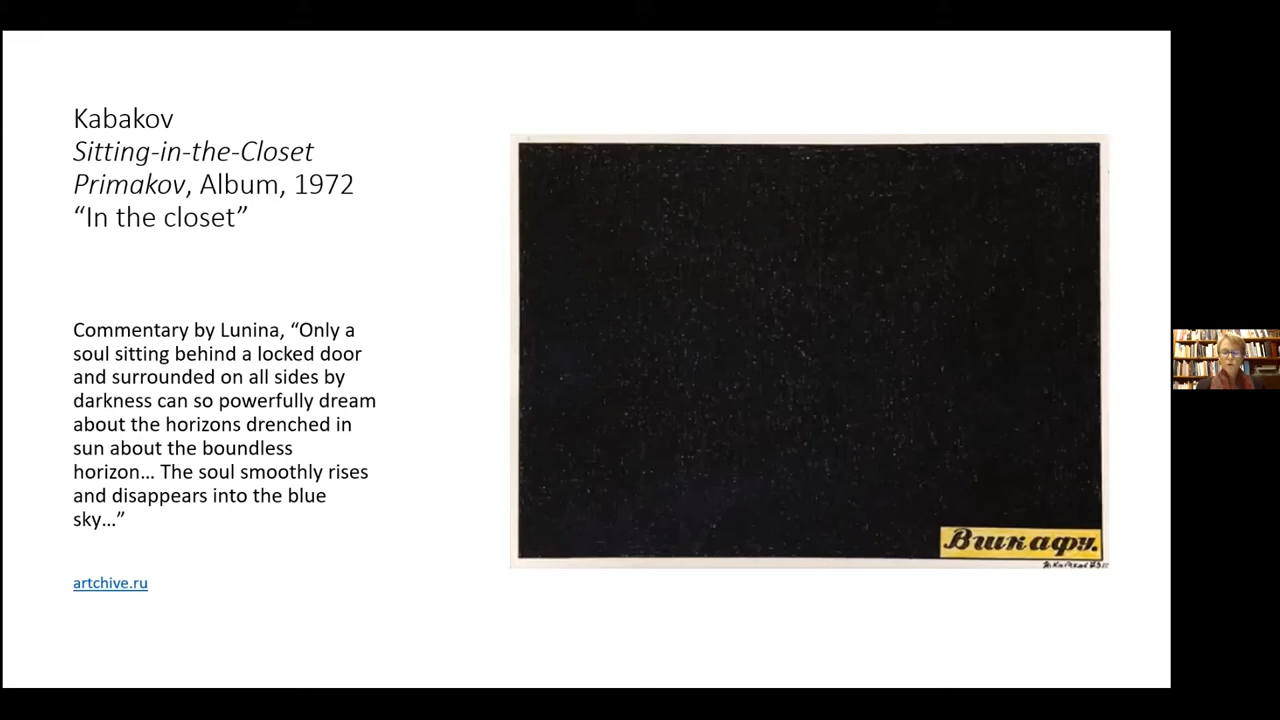 Kabakov
Sitting-in-the-Closet
Primakov, Album, 1972
“In the closet”
Commentary by Lunina, “Only a
soul sitting behind a locked door
and surrounded on all sides by
darkness can so powerfully dream
about the horizons drenched in
sun about the boundless
horizon… The soul smoothly rises
and disappears into the blue
sky…”
artchive.ru
В шкафу.